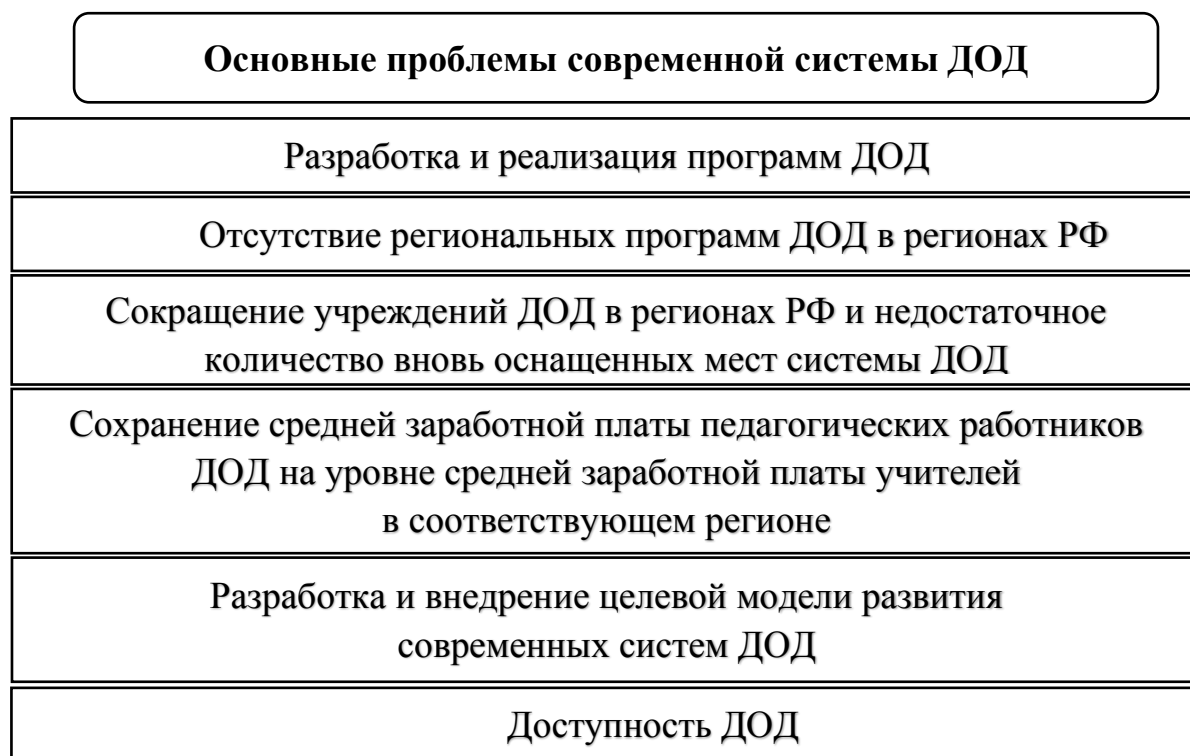 Основные проблемы современной системы ДОД
Разработка и реализация программ ДОД
Отсутствие региональных программ ДОД в регионах РФ
Сокращение учреждений ДОД в регионах РФ и недостаточное
количество вновь оснащенных мест системы ДОД
Сохранение средней заработной платы педагогических работников
ДОД на уровне средней заработной платы учителей
в соответствующем регионе
Разработка и внедрение целевой модели развития
современных систем ДОД
Доступность ДОД